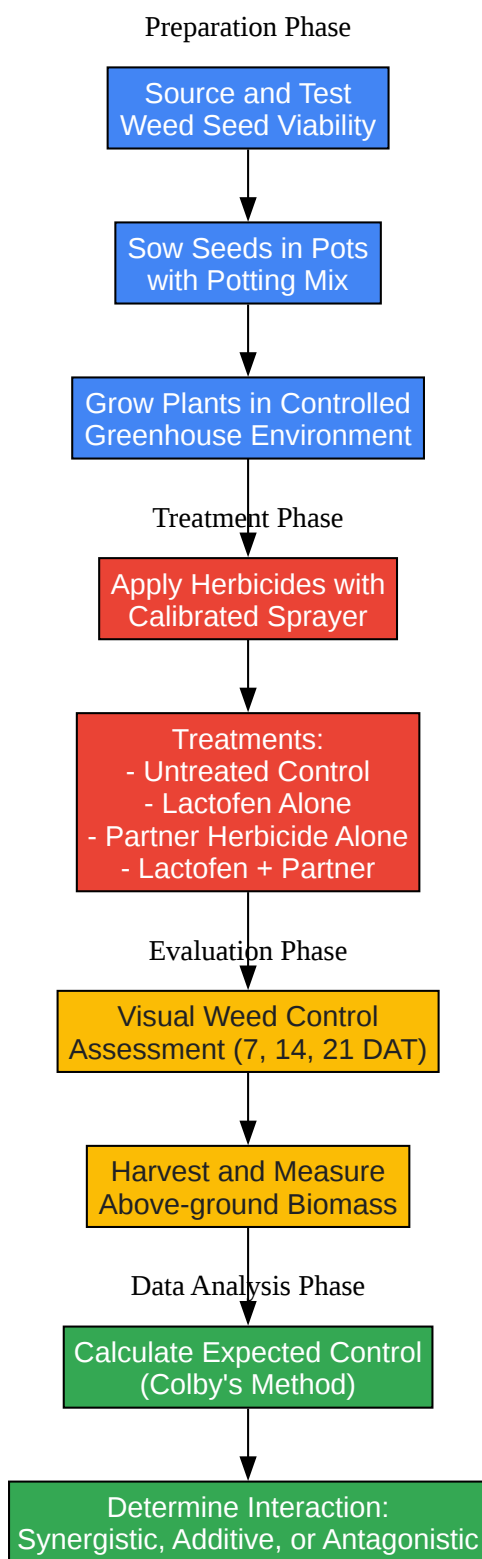 Preparation Phase
Source and Test
Weed Seed Viability
Sow Seeds in Pots
with Potting Mix
Grow Plants in Controlled
Greenhouse Environment
Treatment Phase
Apply Herbicides with
Calibrated Sprayer
Treatments:
- Untreated Control
- Lactofen Alone
- Partner Herbicide Alone
- Lactofen + Partner
Evaluation Phase
Visual Weed Control
Assessment (7, 14, 21 DAT)
Harvest and Measure
Above-ground Biomass
Data Analysis Phase
Calculate Expected Control
(Colby's Method)
Determine Interaction:
Synergistic, Additive, or Antagonistic